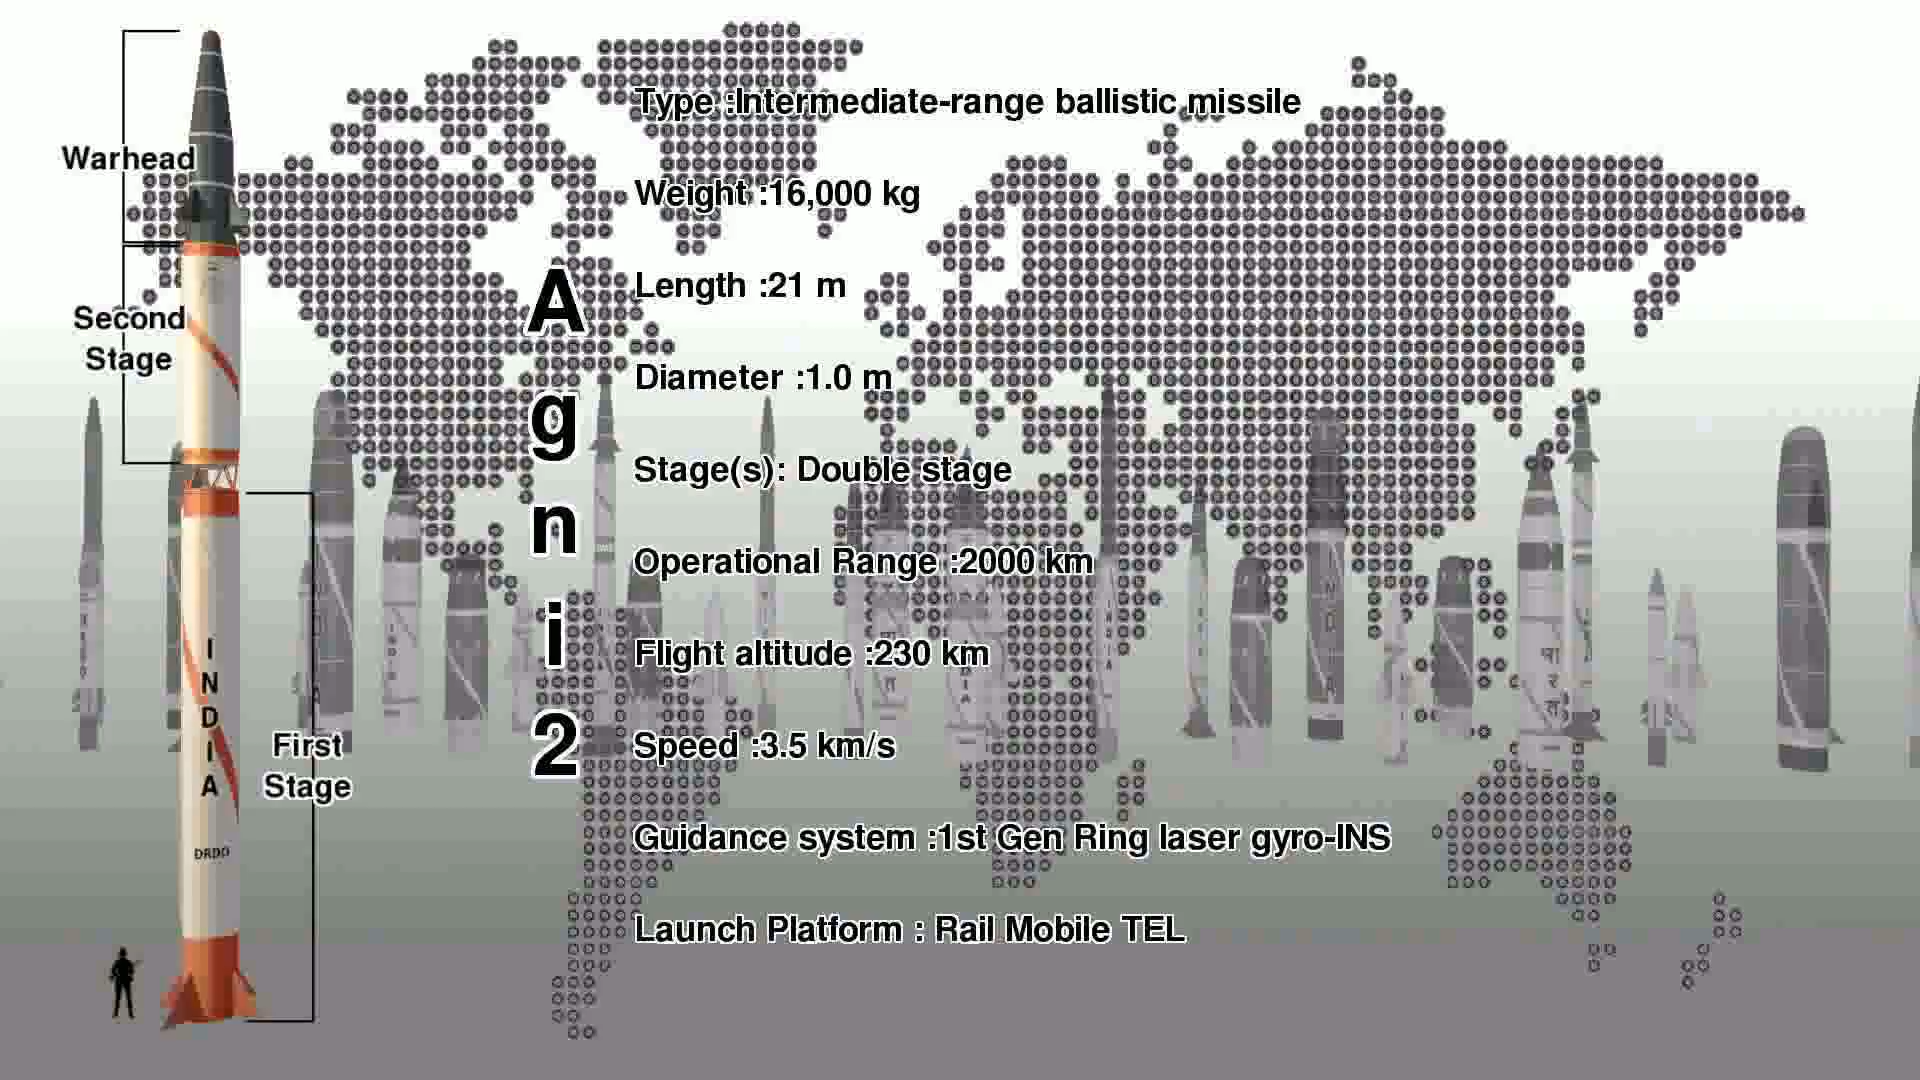 Type :Intermediate-range ballistic missile
Warhead
Weight :16,000 kg
Length :21 m
Second
Stage
Diameter :1.0 m
Stage(s): Double stage
Operational Range :2000 km
Flight altitude :230 km
Speed :3.5 km/s
Guidance system :1st Gen Ring laser gyro-INS
Launch Platform : Rail Mobile TEL
A
g
n
i
2
I
N
D
I
A
First
Stage
DRDO
भा
र
त